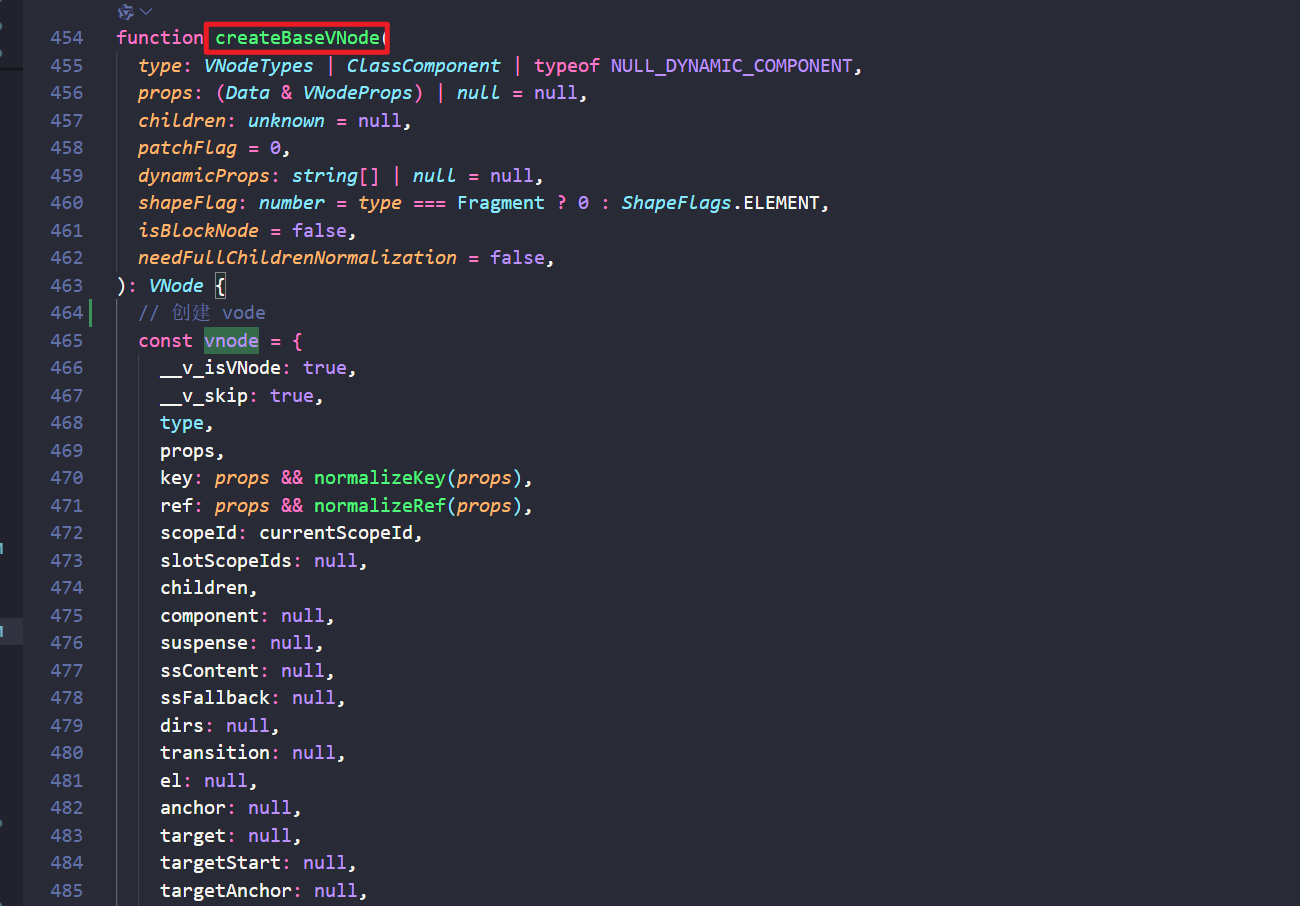 454 function createBaseVNode(
455 type: VNodeTypes | ClassComponent | typeof NULL_DYNAMIC_COMPONENT,
456 props: (Data & VNodeProps) | null = null,
457 children: unknown = null,
458 patchFlag = 0,
459 dynamicProps: string[] | null = null,
460 shapeFlag: number = type === Fragment ? 0 : ShapeFlags.ELEMENT,
461 isBlockNode = false,
462 needFullChildrenNormalization = false,
463 ): VNode {
464 // 创建 vode
465 const vnode = {
466 __v_isVNode: true,
467 __v_skip: true,
468 type,
469 props,
470 key: props && normalizeKey(props),
471 ref: props && normalizeRef(props),
472 scopeId: currentScopeId,
473 slotScopeIds: null,
474 children,
475 component: null,
476 suspense: null,
477 ssContent: null,
478 ssFallback: null,
479 dirs: null,
480 transition: null,
481 el: null,
482 anchor: null,
483 target: null,
484 targetStart: null,
485 targetAnchor: null,